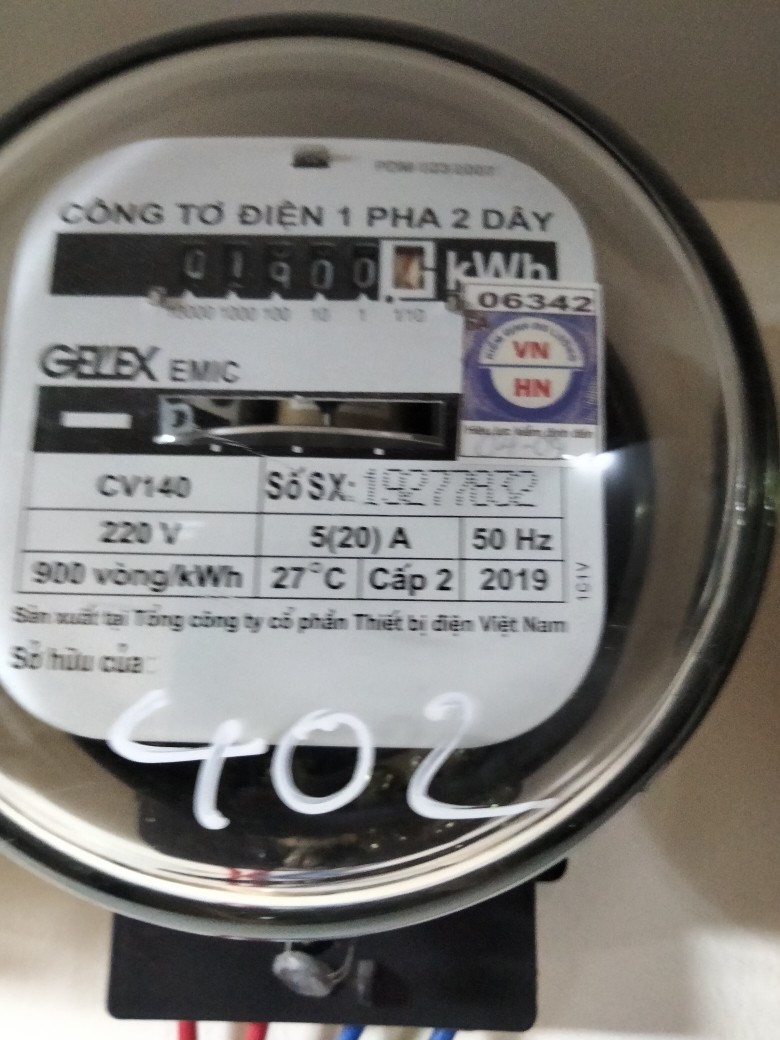 CÔNG TƠ ĐIỆN 1 PHA 2 DÂY
01900 kWh
10000 1000 100 10 1 1/10
06342
VN
HN
GELEX EMIC
CV140 Số SX: 19277832
220 V 5(20) A 50 Hz
900 vòng/kWh 27°C Cấp 2 2019
Sản xuất tại Tổng công ty cổ phần Thiết bị điện Việt Nam
Sở hữu của:
402